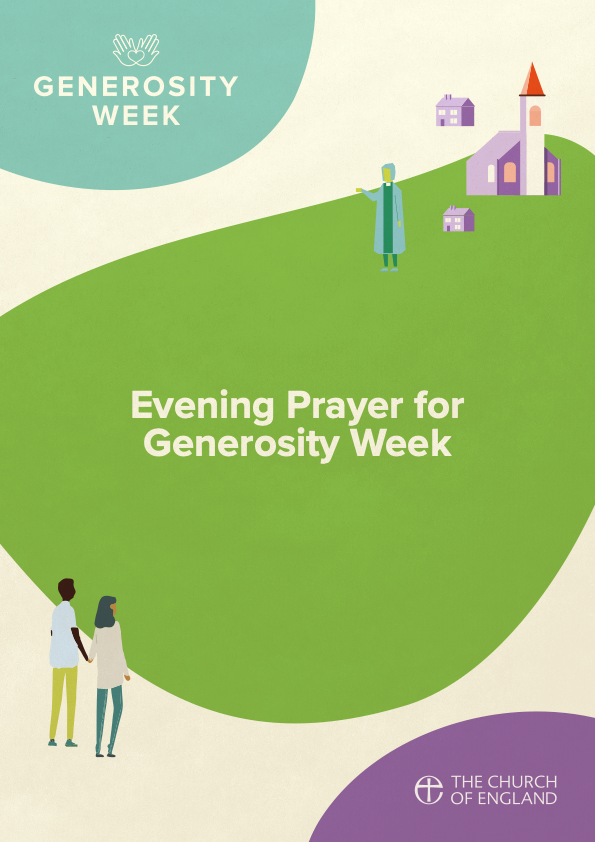 GENEROSITY
WEEK
Evening Prayer for
Generosity Week
THE CHURCH
OF ENGLAND